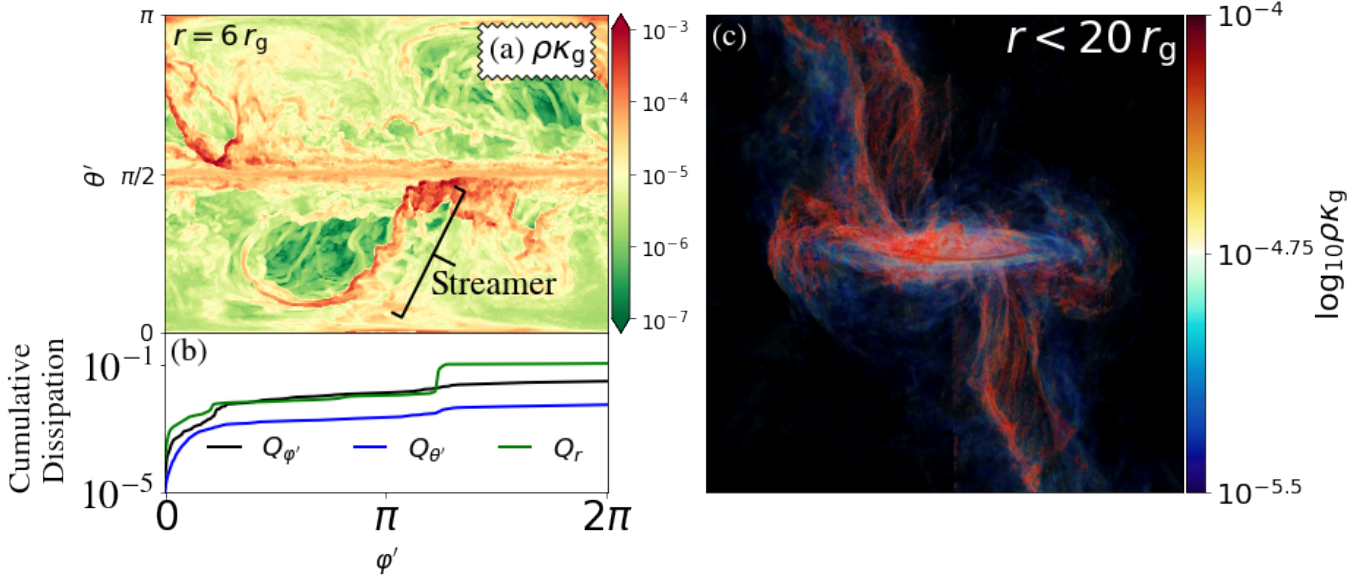 π
r = 6 r_g
(a) ρκ_g
10^-3
10^-4
10^-5
10^-6
10^-7
θ′
π/2
Streamer
0
(b)
Cumulative
Dissipation
10^-1
10^-5
Q_φ′
Q_θ′
Q_r
0
π
2π
φ′
(c)
r < 20 r_g
10^-4
10^-4.75
10^-5.5
log_10 ρκ_g